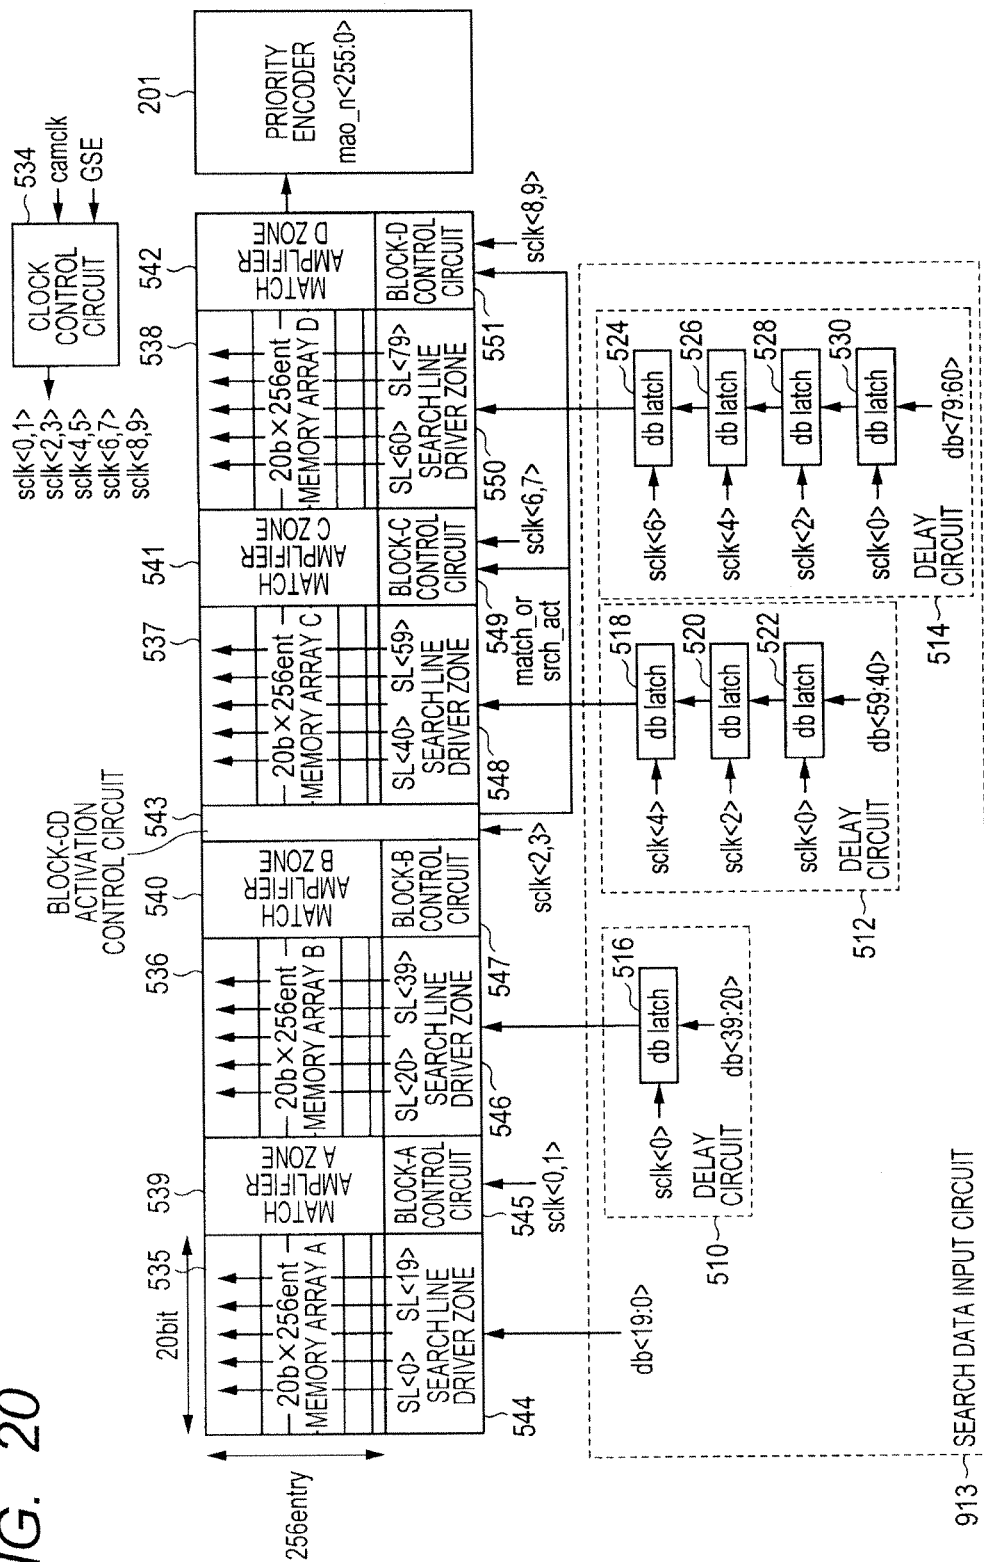 FIG. 20
CLOCK
CONTROL
CIRCUIT
534
camclk
GSE
sclk<0,1>
sclk<2,3>
sclk<4,5>
sclk<6,7>
sclk<8,9>
201
PRIORITY
ENCODER
mao_n<255:0>
BLOCK-CD
ACTIVATION
CONTROL CIRCUIT
20bit
256entry
535
20b×256ent
MEMORY ARRAY A
SL<0>
SL<19>
SEARCH LINE
DRIVER ZONE
544
539
MATCH
AMPLIFIER
A ZONE
BLOCK-A
CONTROL
CIRCUIT
545
sclk<0,1>
536
20b×256ent
MEMORY ARRAY B
SL<20>
SL<39>
SEARCH LINE
DRIVER ZONE
546
540
MATCH
AMPLIFIER
B ZONE
BLOCK-B
CONTROL
CIRCUIT
547
543
sclk<2,3>
537
20b×256ent
MEMORY ARRAY C
SL<40>
SL<59>
SEARCH LINE
DRIVER ZONE
548
541
MATCH
AMPLIFIER
C ZONE
BLOCK-C
CONTROL
CIRCUIT
549
match_or
srch_act
sclk<6,7>
538
20b×256ent
MEMORY ARRAY D
SL<60>
SL<79>
SEARCH LINE
DRIVER ZONE
550
542
MATCH
AMPLIFIER
D ZONE
BLOCK-D
CONTROL
CIRCUIT
551
sclk<8,9>
db<19:0>
516
db latch
sclk<0>
DELAY
CIRCUIT
db<39:20>
510
518
db latch
sclk<4>
520
db latch
sclk<2>
522
db latch
sclk<0>
DELAY
CIRCUIT
db<59:40>
512
524
db latch
sclk<6>
526
db latch
sclk<4>
528
db latch
sclk<2>
530
db latch
sclk<0>
DELAY
CIRCUIT
db<79:60>
514
913
SEARCH DATA INPUT CIRCUIT